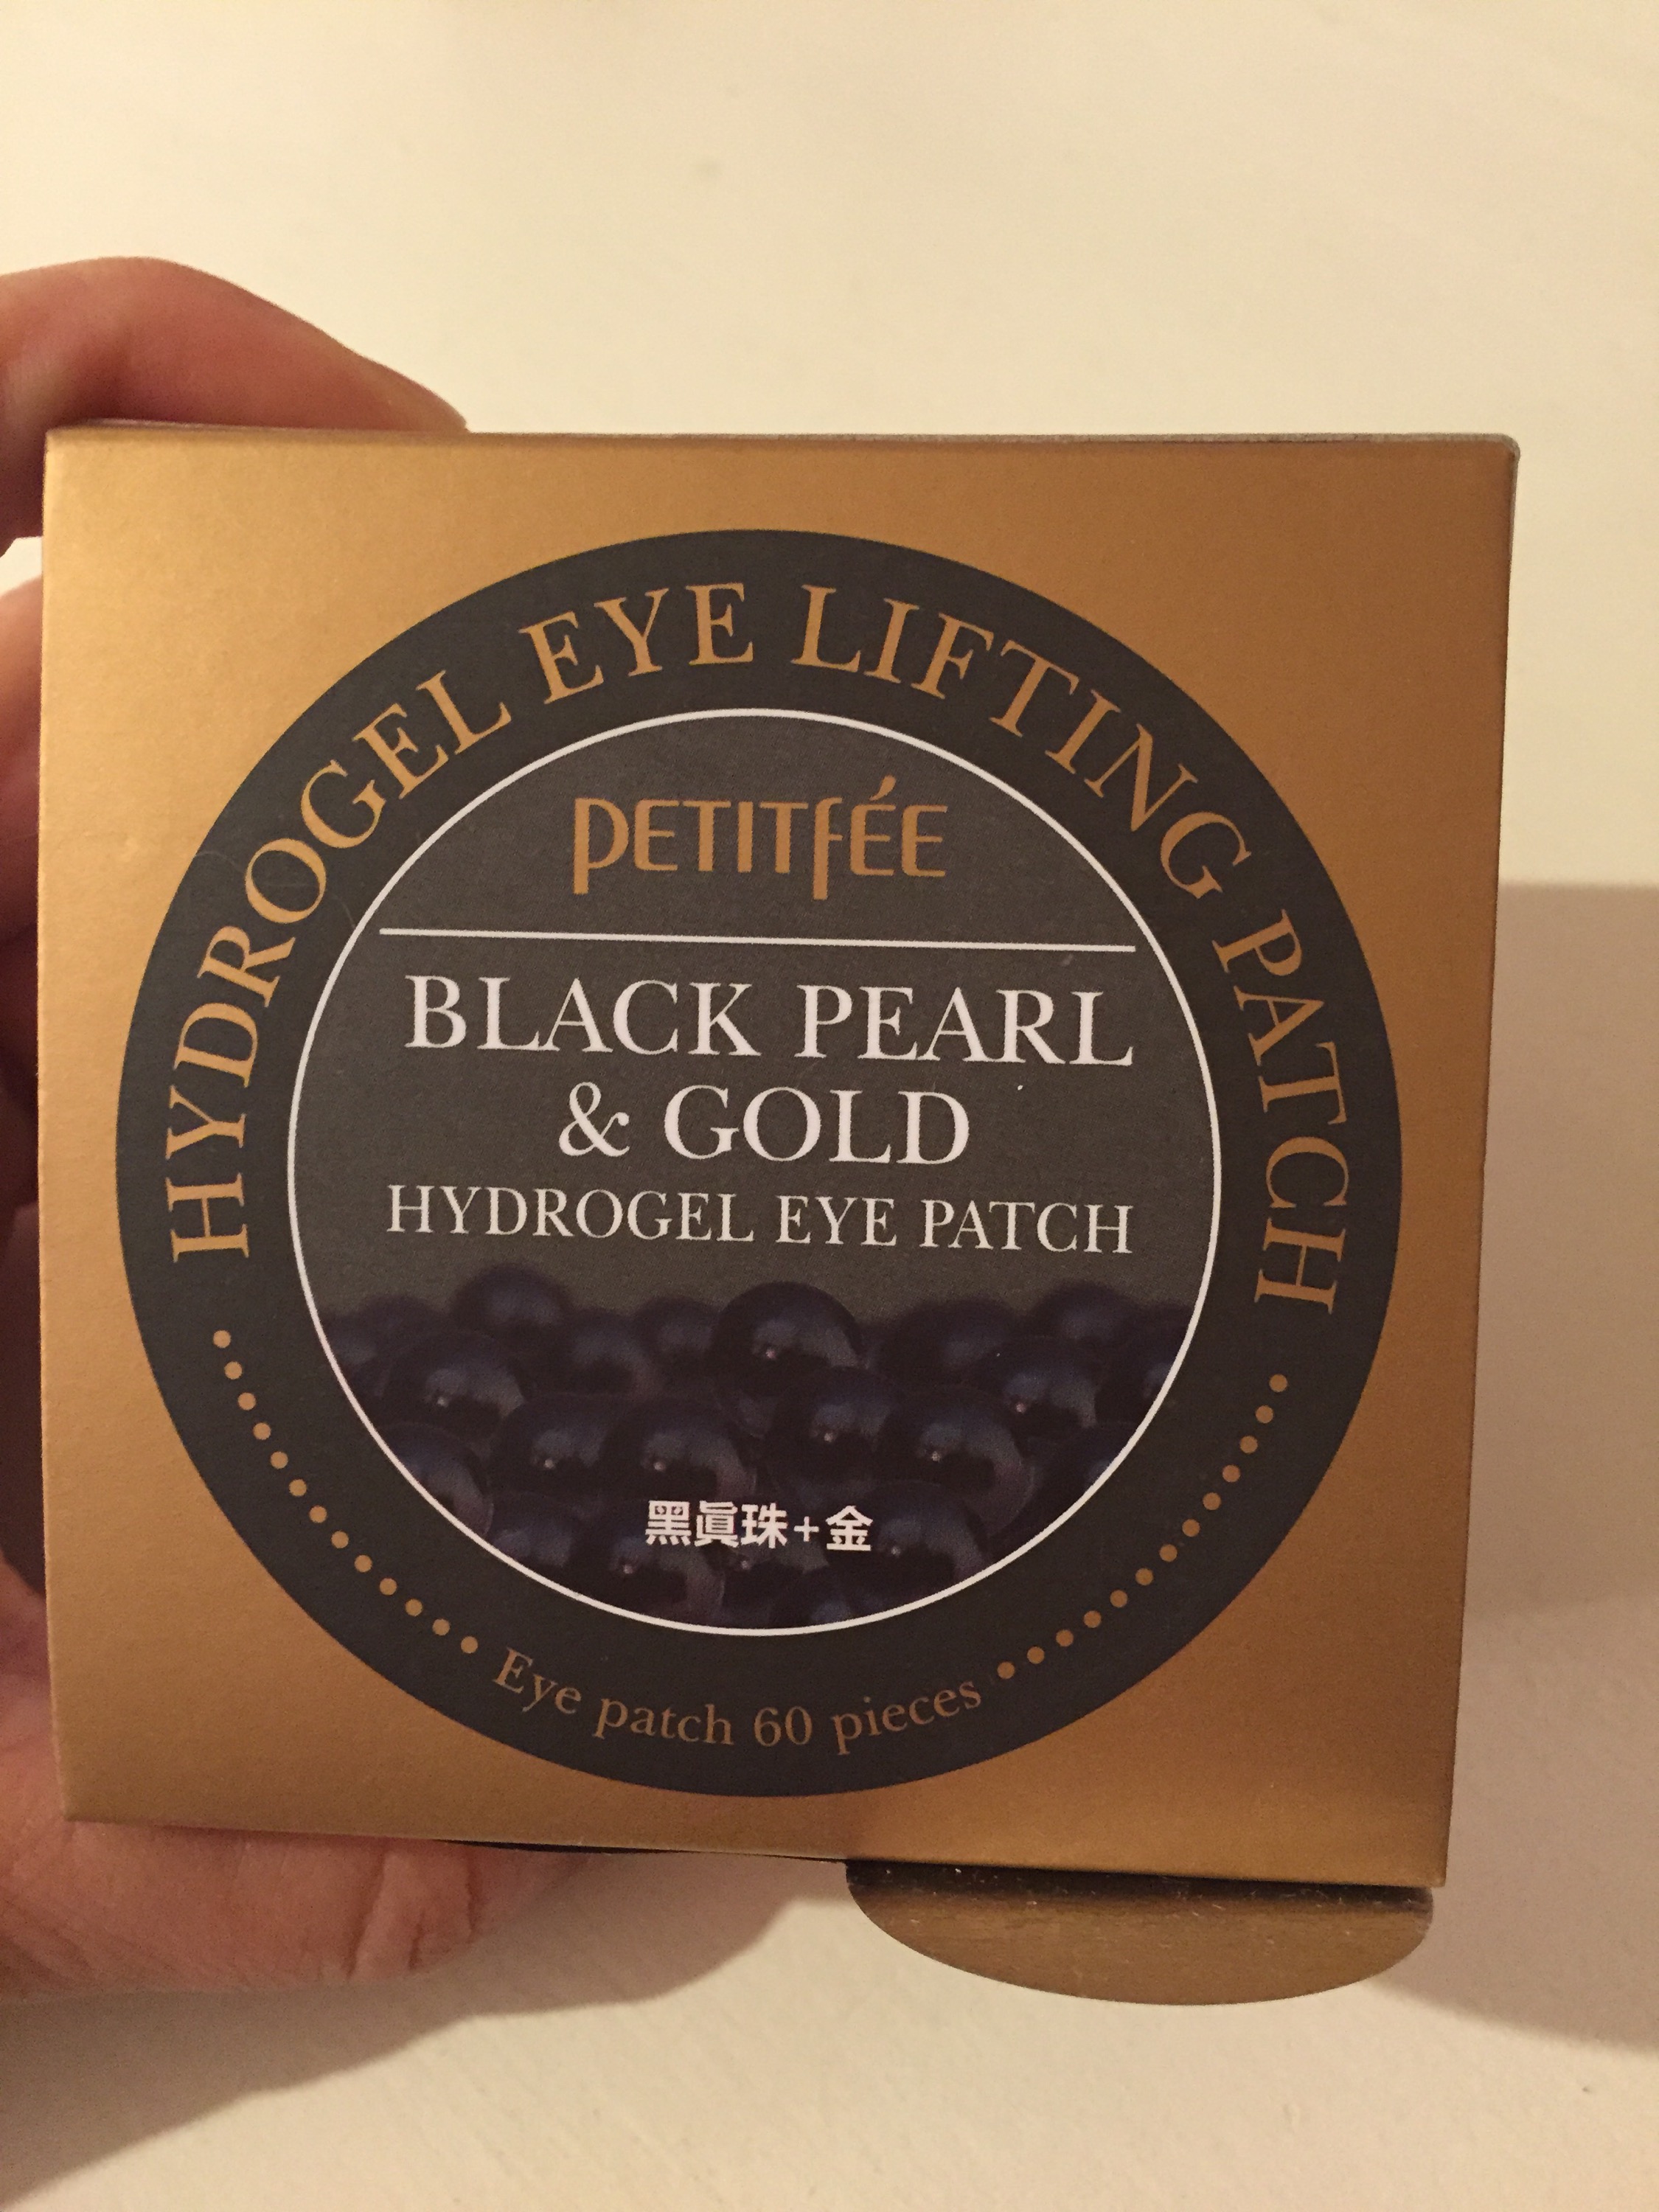 HYDROGEL EYE LIFTING PATCH
PETITFÉE
BLACK PEARL
& GOLD
HYDROGEL EYE PATCH
黑眞珠+金
Eye patch 60 pieces